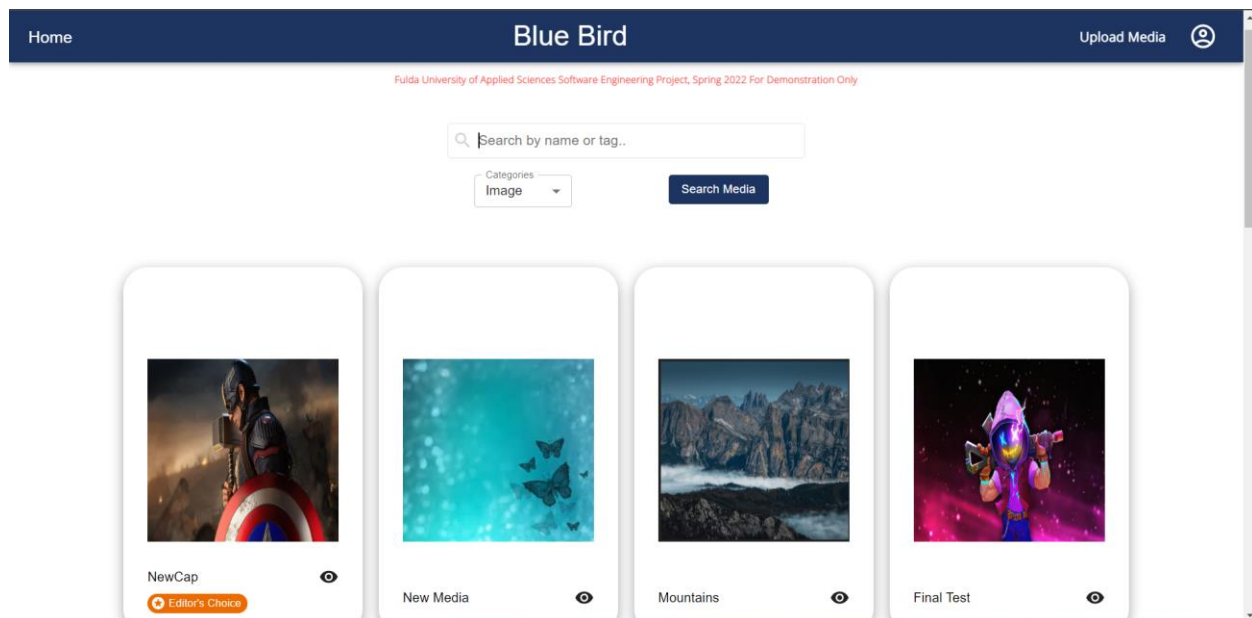 Home
Blue Bird
Upload Media
Fulda University of Applied Sciences Software Engineering Project, Spring 2022 For Demonstration Only
Search by name or tag..
Categories
Image
Search Media
NewCap
Editor's Choice
New Media
Mountains
Final Test